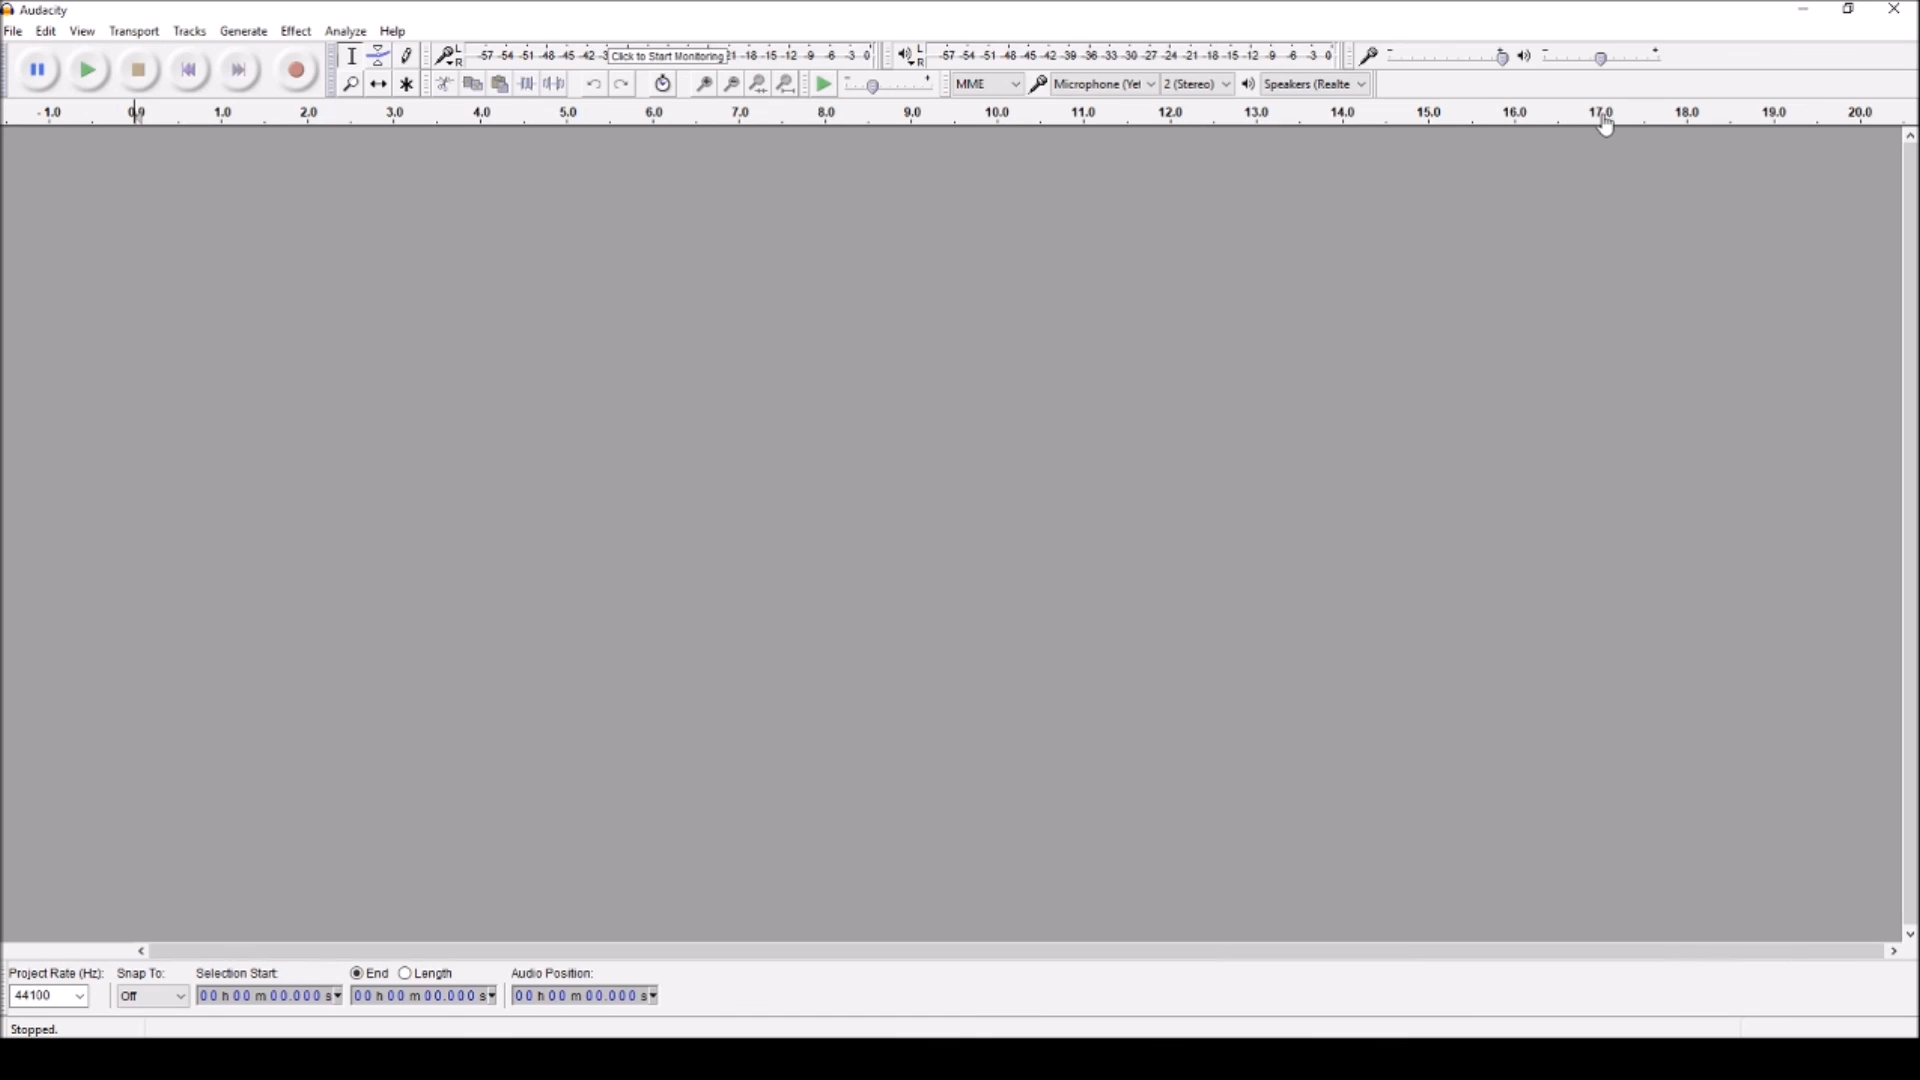 Audacity
File Edit View Transport Tracks Generate Effect Analyze Help
L R -57 -54 -51 -48 -45 -42 -3 Click to Start Monitoring 21 -18 -15 -12 -9 -6 -3 0 L R -57 -54 -51 -48 -45 -42 -39 -36 -33 -30 -27 -24 -21 -18 -15 -12 -9 -6 -3 0 - + - +
- + MME Microphone (Yet 2 (Stereo) Speakers (Realte
- 1.0 0.0 1.0 2.0 3.0 4.0 5.0 6.0 7.0 8.0 9.0 10.0 11.0 12.0 13.0 14.0 15.0 16.0 17.0 18.0 19.0 20.0
Project Rate (Hz): Snap To: Selection Start: End Length Audio Position:
44100 Off 00 h 00 m 00.000 s 00 h 00 m 00.000 s 00 h 00 m 00.000 s
Stopped.